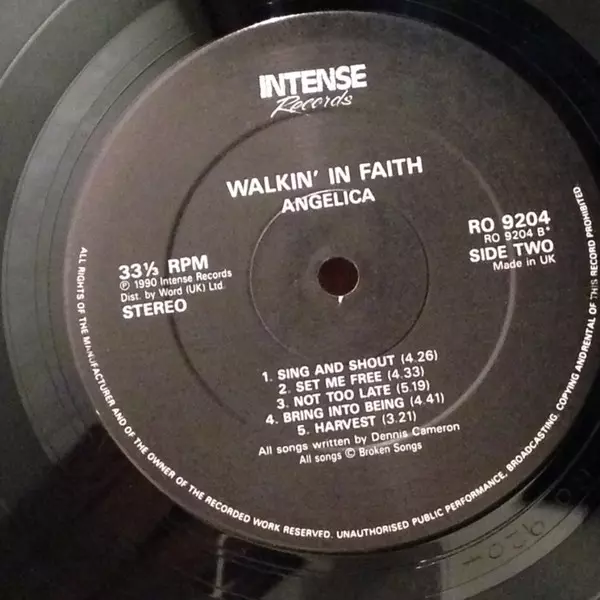 INTENSE
Records
WALKIN' IN FAITH
ANGELICA
33⅓ RPM
℗ 1990 Intense Records
Dist. by Word (UK) Ltd.
STEREO
RO 9204
RO 9204 B*
SIDE TWO
Made in UK
1. SING AND SHOUT (4.26)
2. SET ME FREE (4.33)
3. NOT TOO LATE (5.19)
4. BRING INTO BEING (4.41)
5. HARVEST (3.21)
All songs written by Dennis Cameron
All songs © Broken Songs
ALL RIGHTS OF THE MANUFACTURER AND OF THE OWNER OF THE RECORDED WORK RESERVED. UNAUTHORISED PUBLIC PERFORMANCE, BROADCASTING, COPYING ANDRENTAL OF THIS RECORD PROHIBITED.